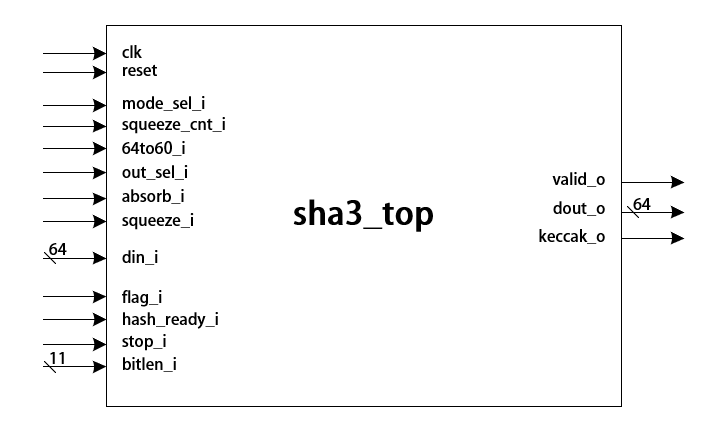 clk
reset
mode_sel_i
squeeze_cnt_i
64to60_i
out_sel_i
absorb_i
squeeze_i
64
din_i
flag_i
hash_ready_i
stop_i
11
bitlen_i
sha3_top
valid_o
dout_o
64
keccak_o